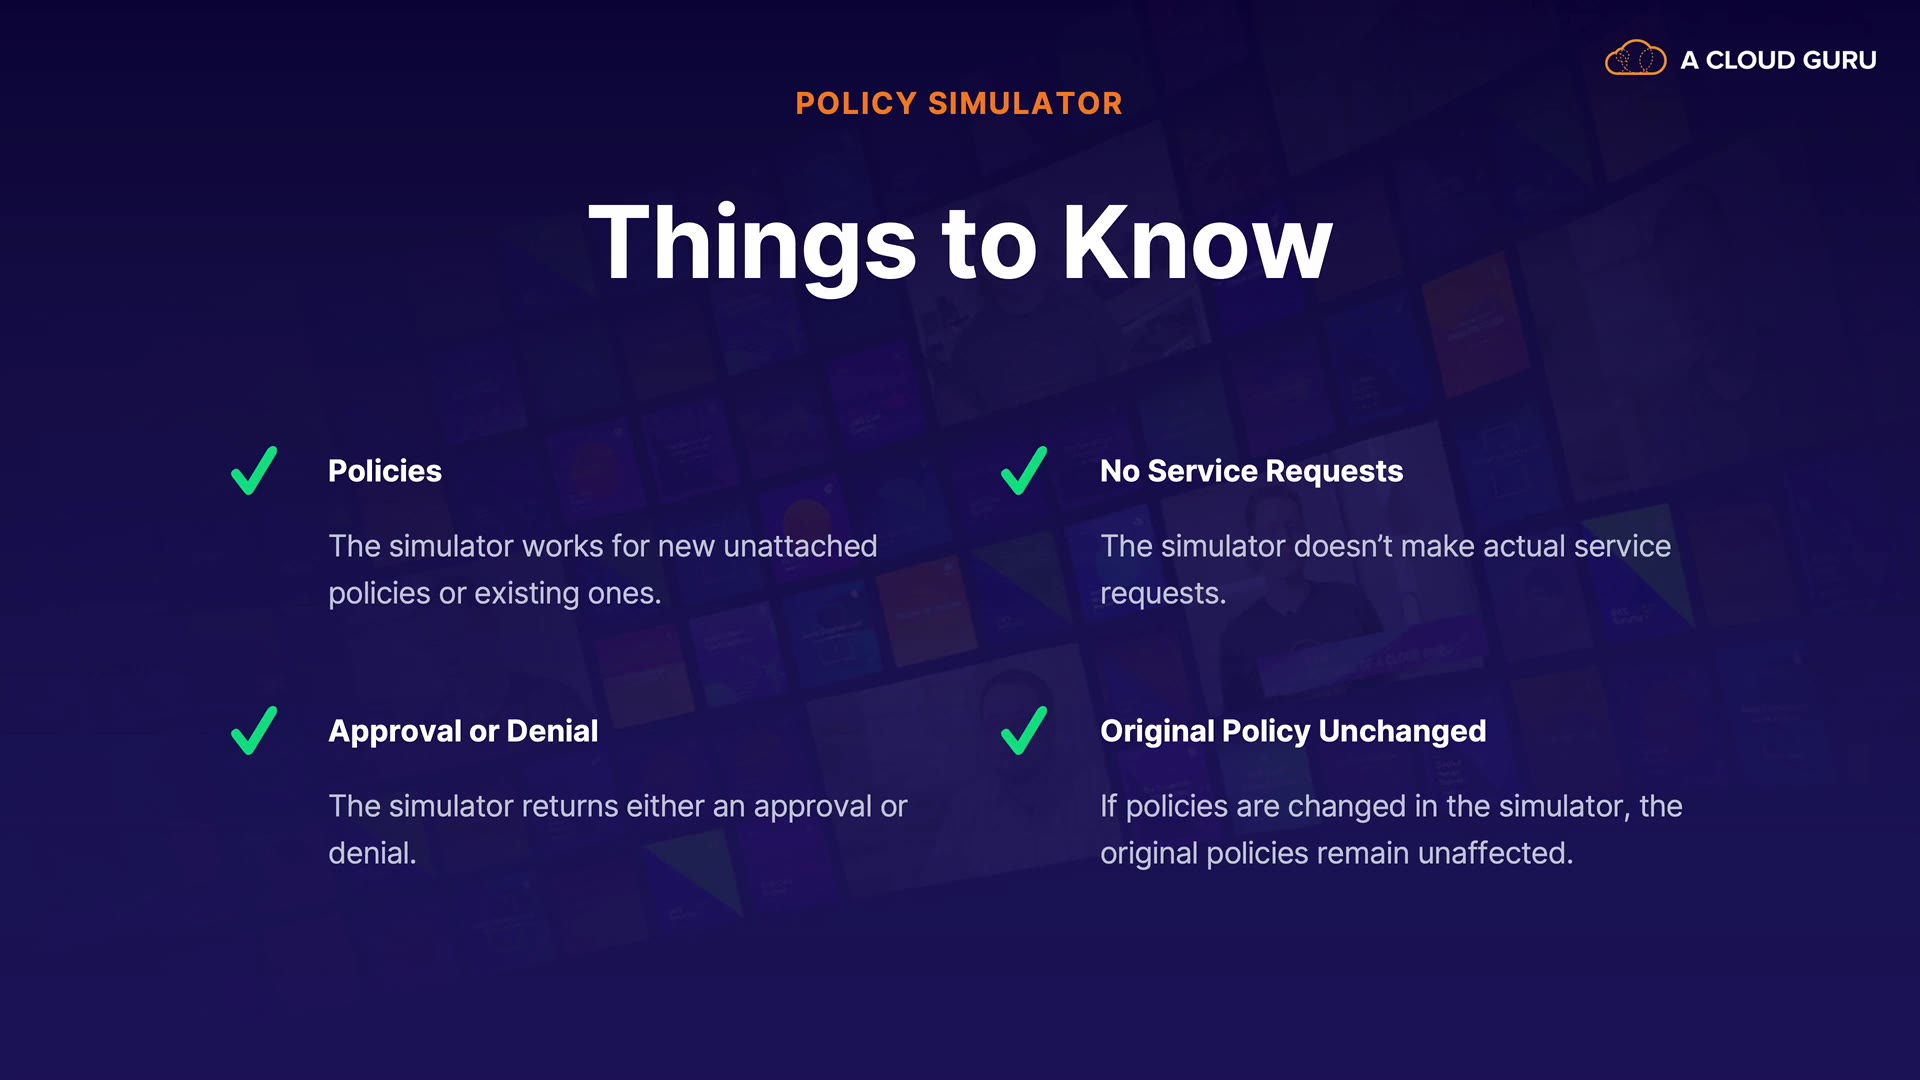 A CLOUD GURU
POLICY SIMULATOR
Things to Know
Policies
The simulator works for new unattached
policies or existing ones.
No Service Requests
The simulator doesn't make actual service
requests.
Approval or Denial
The simulator returns either an approval or
denial.
Original Policy Unchanged
If policies are changed in the simulator, the
original policies remain unaffected.